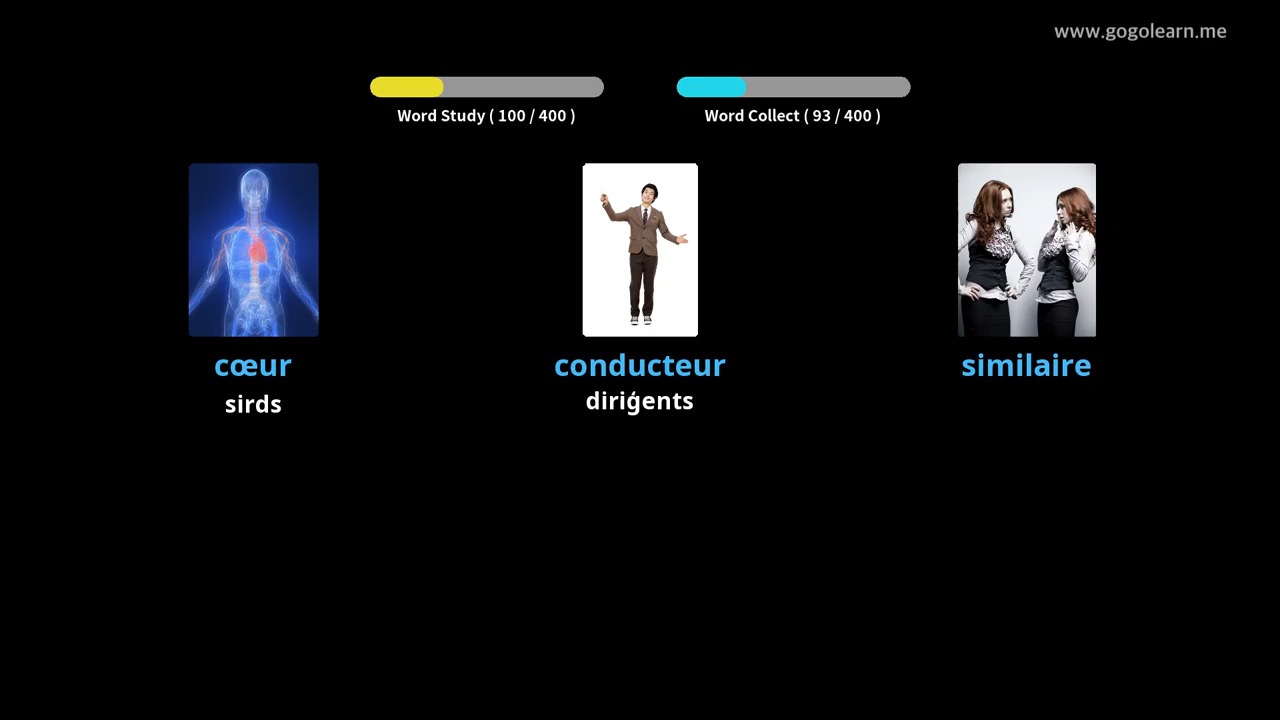 www.gogolearn.me
Word Study ( 100 / 400 )
Word Collect ( 93 / 400 )
cœur
conducteur
similaire
sirds
diriģents